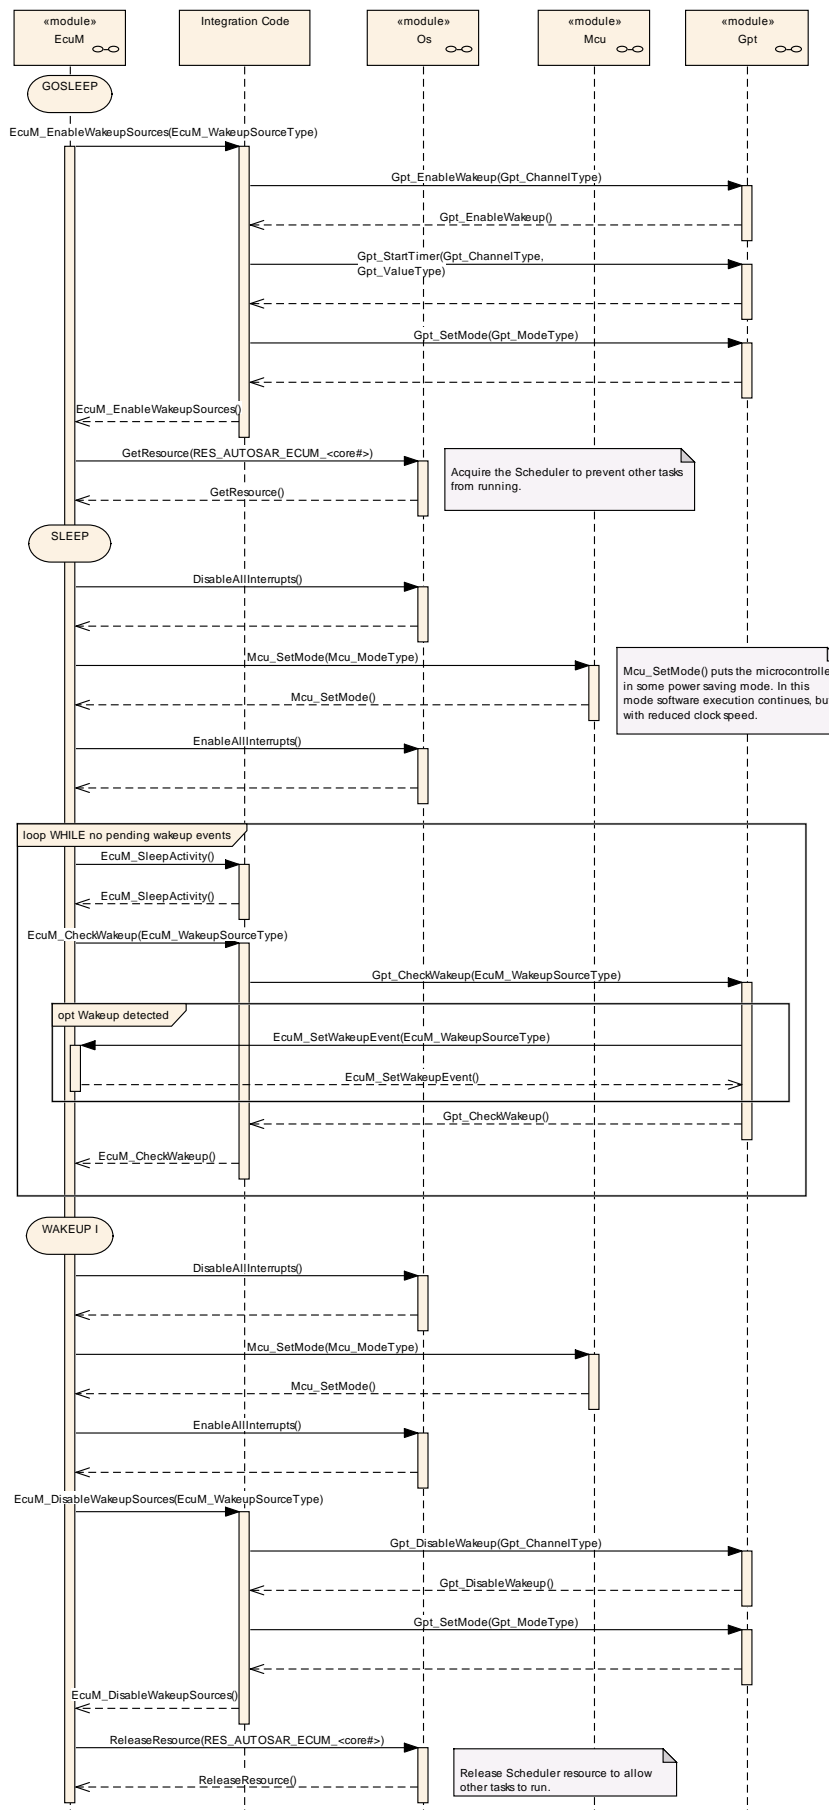 «module»
EcuM
Integration Code
«module»
Os
«module»
Mcu
«module»
Gpt
GOSLEEP
EcuM_EnableWakeupSources(EcuM_WakeupSourceType)
Gpt_EnableWakeup(Gpt_ChannelType)
Gpt_EnableWakeup()
Gpt_StartTimer(Gpt_ChannelType,
Gpt_ValueType)
Gpt_SetMode(Gpt_ModeType)
EcuM_EnableWakeupSources()
GetResource(RES_AUTOSAR_ECUM_<core#>)
Acquire the Scheduler to prevent other tasks
from running.
GetResource()
SLEEP
DisableAllInterrupts()
Mcu_SetMode(Mcu_ModeType)
Mcu_SetMode() puts the microcontrolle
in some power saving mode. In this
mode software execution continues, bu
with reduced clock speed.
Mcu_SetMode()
EnableAllInterrupts()
loop WHILE no pending wakeup events
EcuM_SleepActivity()
EcuM_SleepActivity()
EcuM_CheckWakeup(EcuM_WakeupSourceType)
Gpt_CheckWakeup(EcuM_WakeupSourceType)
opt Wakeup detected
EcuM_SetWakeupEvent(EcuM_WakeupSourceType)
EcuM_SetWakeupEvent()
Gpt_CheckWakeup()
EcuM_CheckWakeup()
WAKEUP I
DisableAllInterrupts()
Mcu_SetMode(Mcu_ModeType)
Mcu_SetMode()
EnableAllInterrupts()
EcuM_DisableWakeupSources(EcuM_WakeupSourceType)
Gpt_DisableWakeup(Gpt_ChannelType)
Gpt_DisableWakeup()
Gpt_SetMode(Gpt_ModeType)
EcuM_DisableWakeupSources()
ReleaseResource(RES_AUTOSAR_ECUM_<core#>)
Release Scheduler resource to allow
other tasks to run.
ReleaseResource()